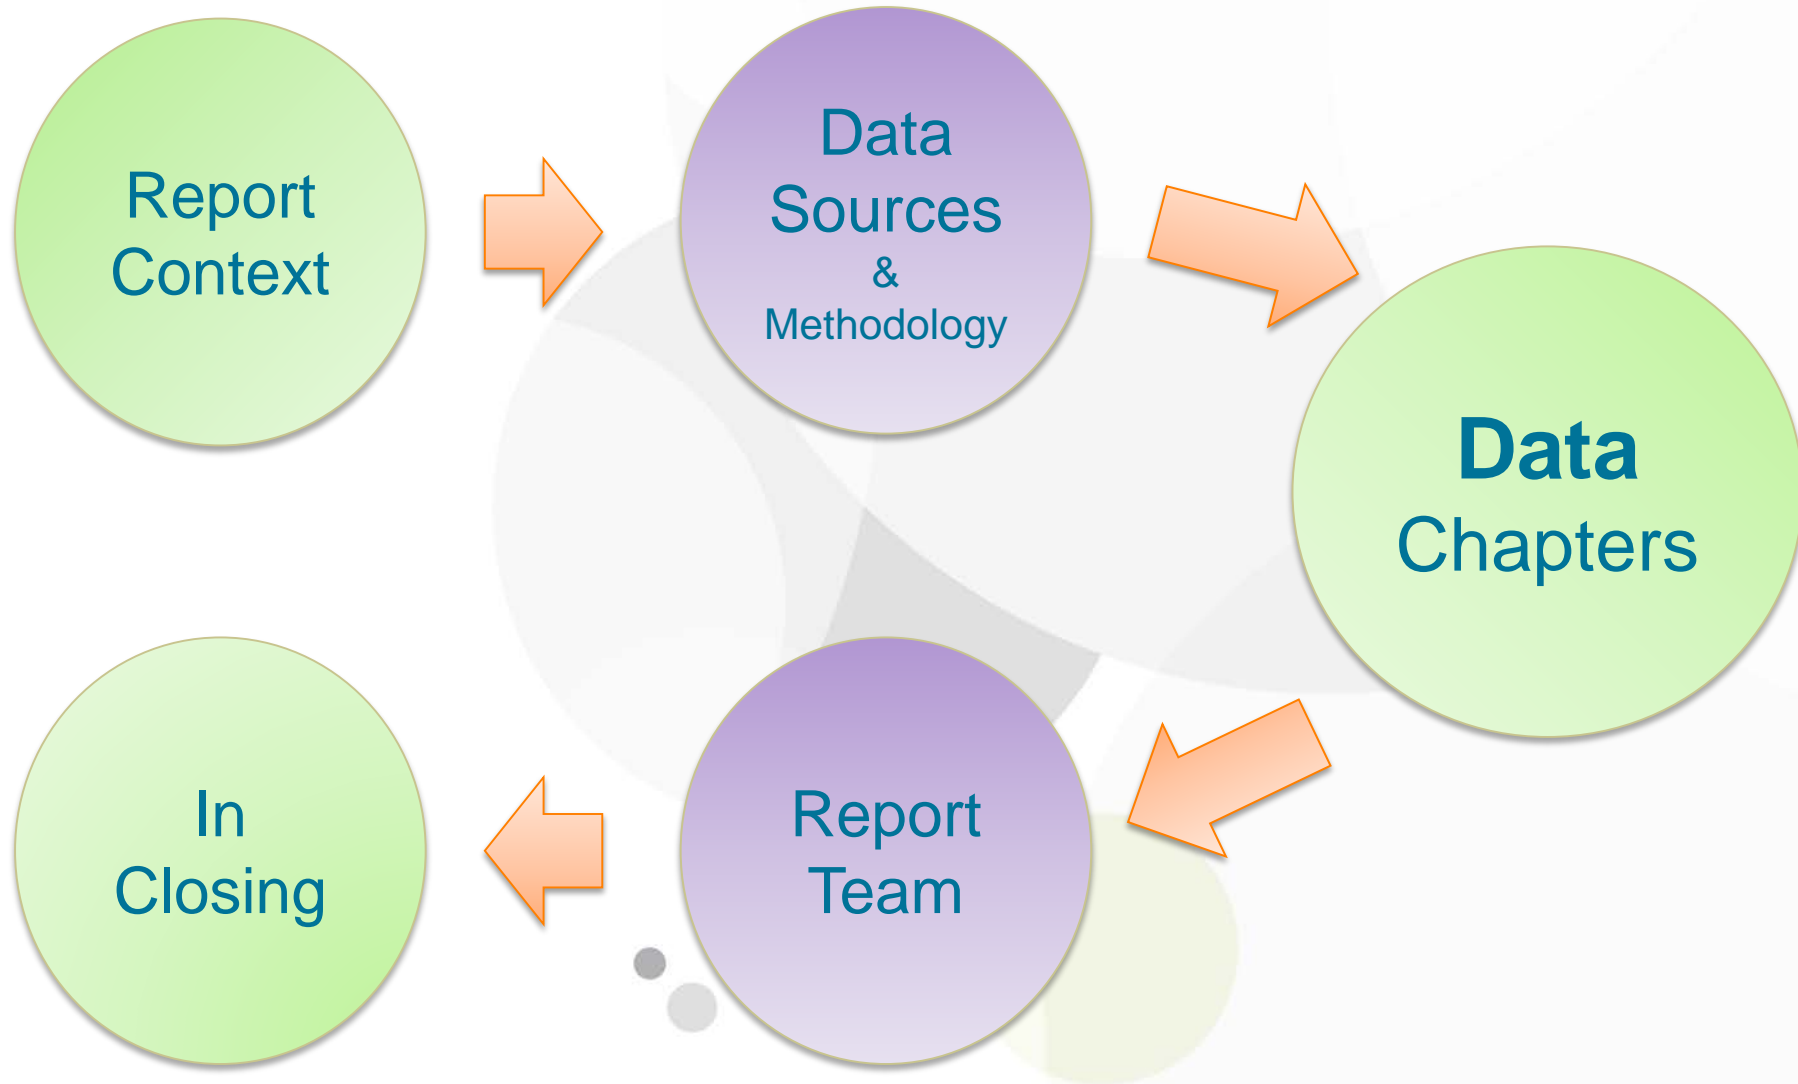 Report
Context
Data
Sources
&
Methodology
Data
Chapters
Report
Team
In
Closing